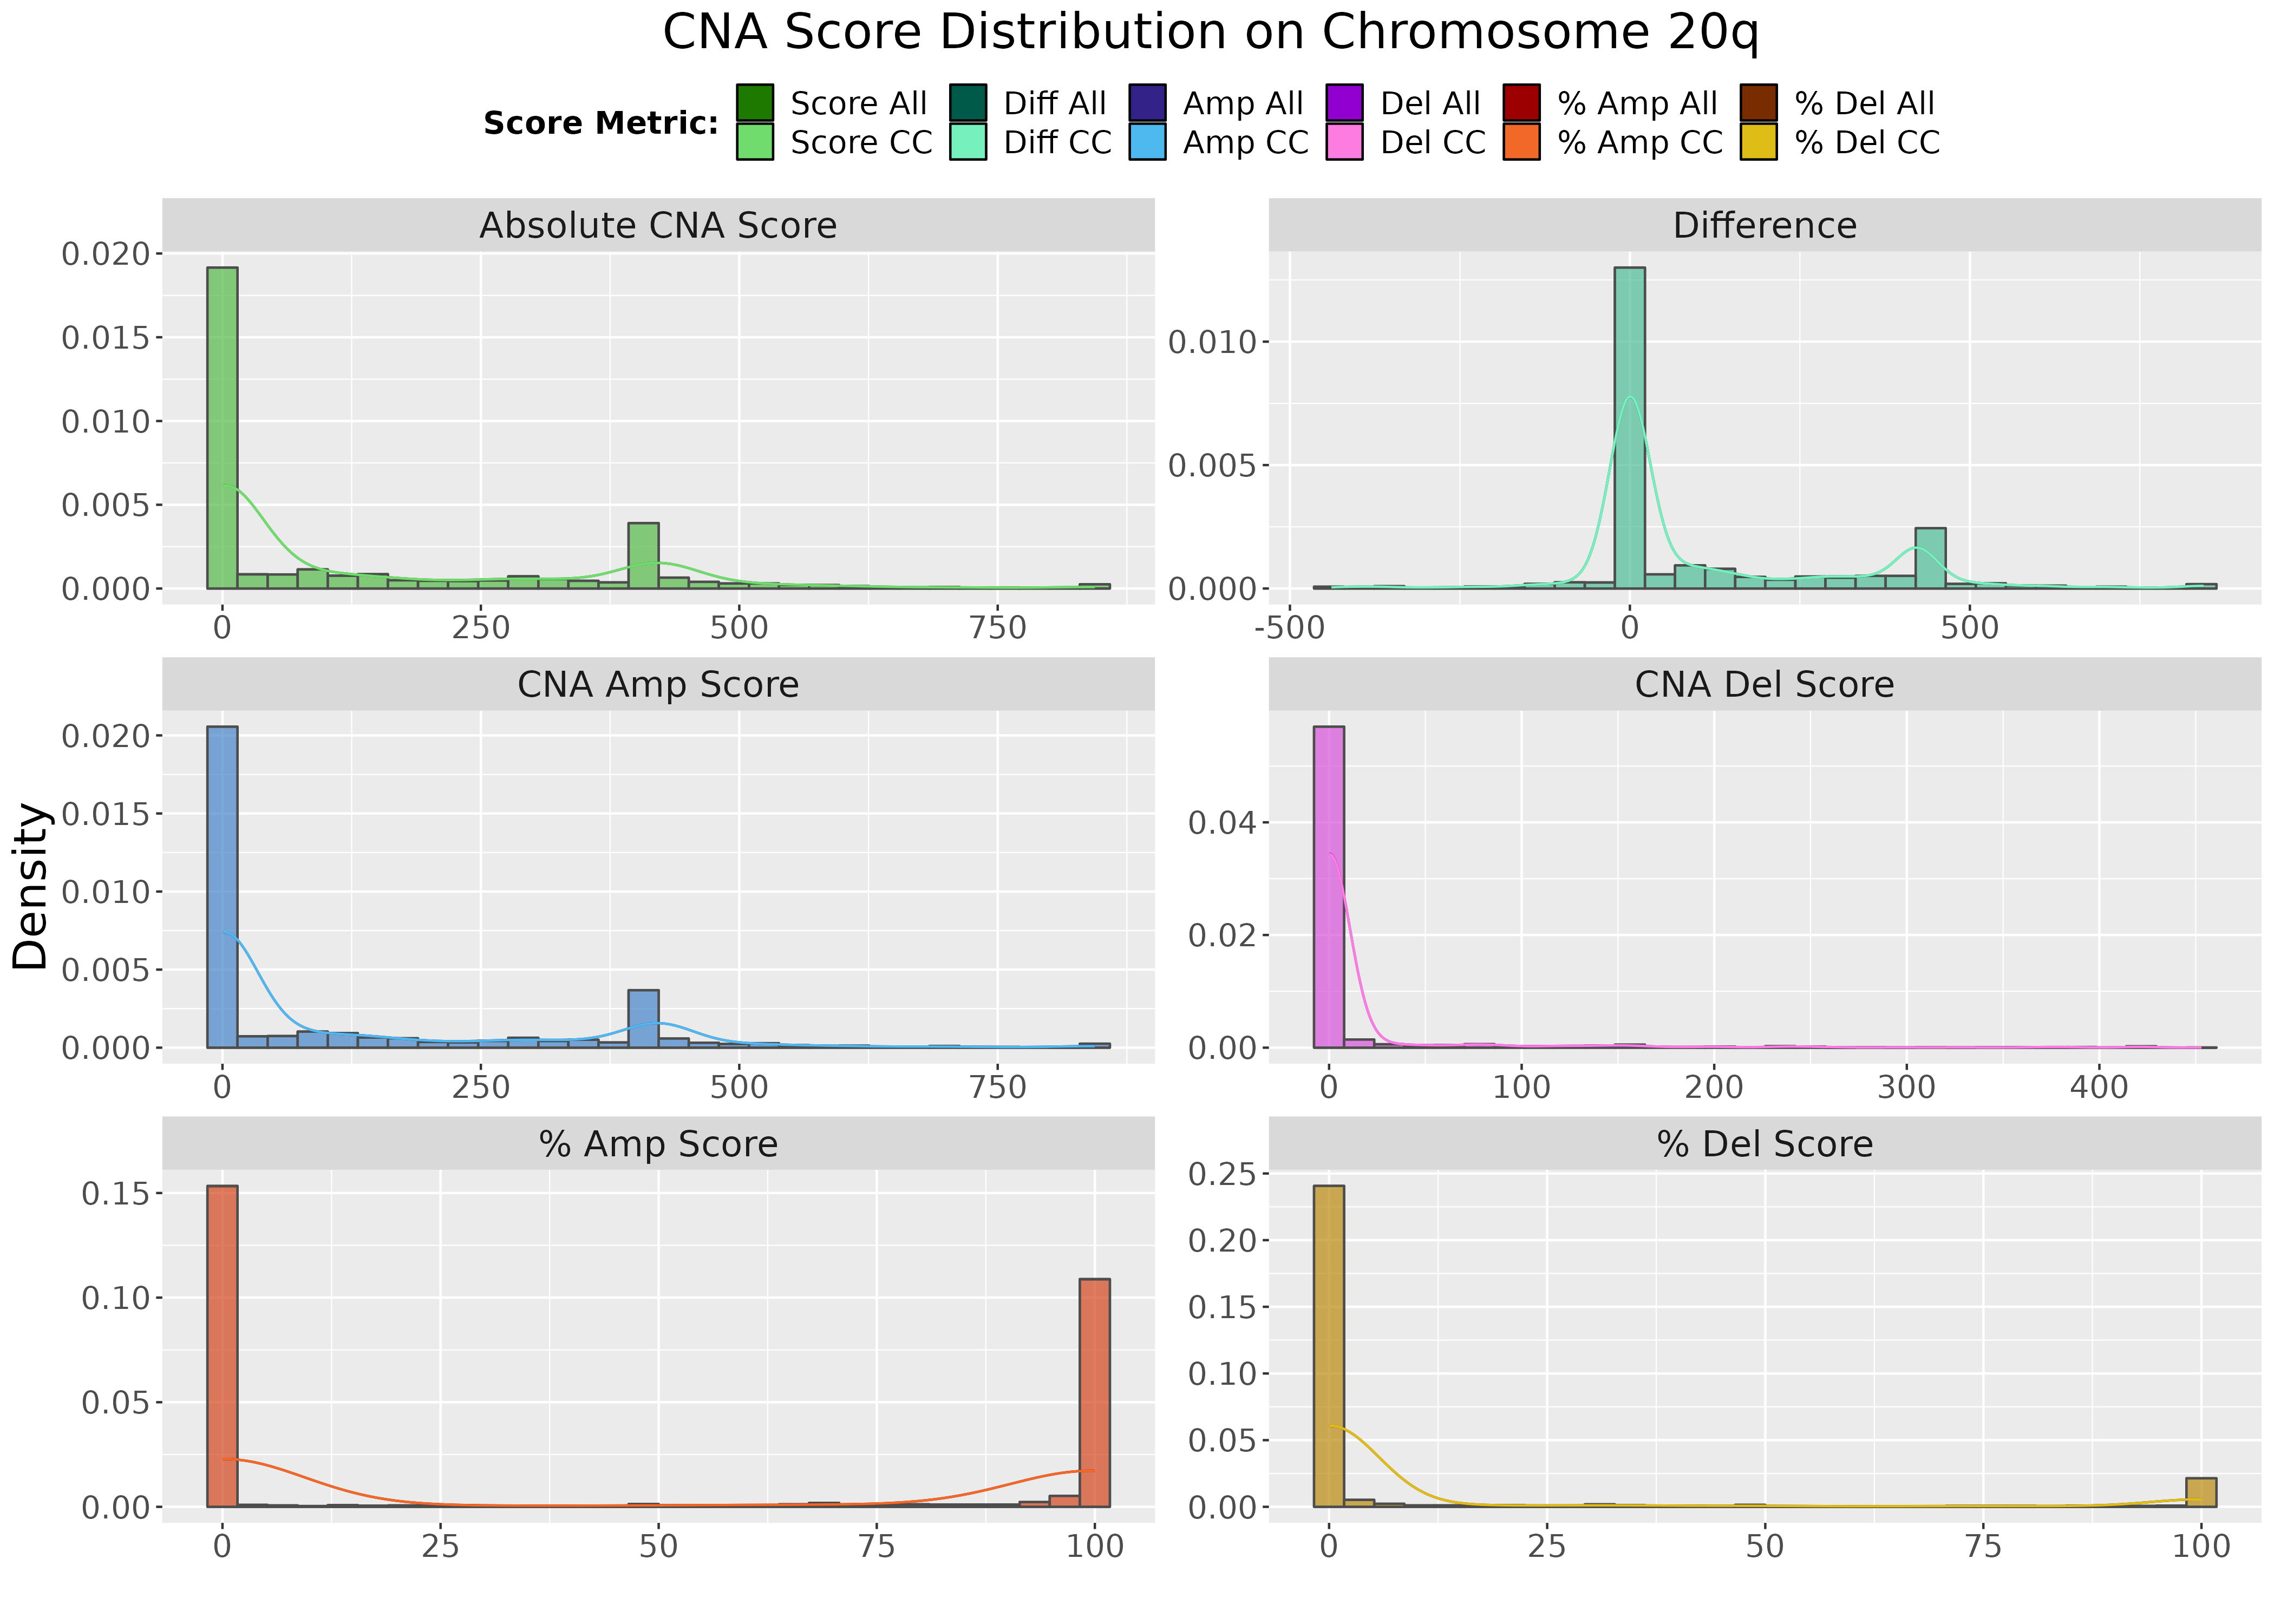 CNA Score Distribution on Chromosome 20q
Score Metric:
Score All Diff All Amp All Del All % Amp All % Del All
Score CC Diff CC Amp CC Del CC % Amp CC % Del CC
Absolute CNA Score
0.020
0.015
0.010
0.005
0.000
0 250 500 750
Difference
0.010
0.005
0.000
-500 0 500
CNA Amp Score
0.020
0.015
0.010
0.005
0.000
0 250 500 750
CNA Del Score
0.04
0.02
0.00
0 100 200 300 400
% Amp Score
0.15
0.10
0.05
0.00
0 25 50 75 100
% Del Score
0.25
0.20
0.15
0.10
0.05
0.00
0 25 50 75 100
Density